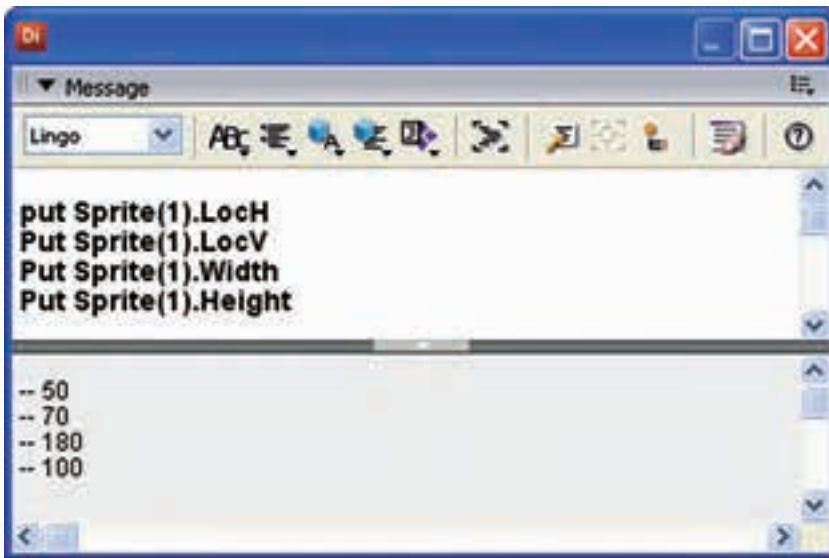 Di
Message
Lingo
put Sprite(1).LocH
Put Sprite(1).LocV
Put Sprite(1).Width
Put Sprite(1).Height
-- 50
-- 70
-- 180
-- 100